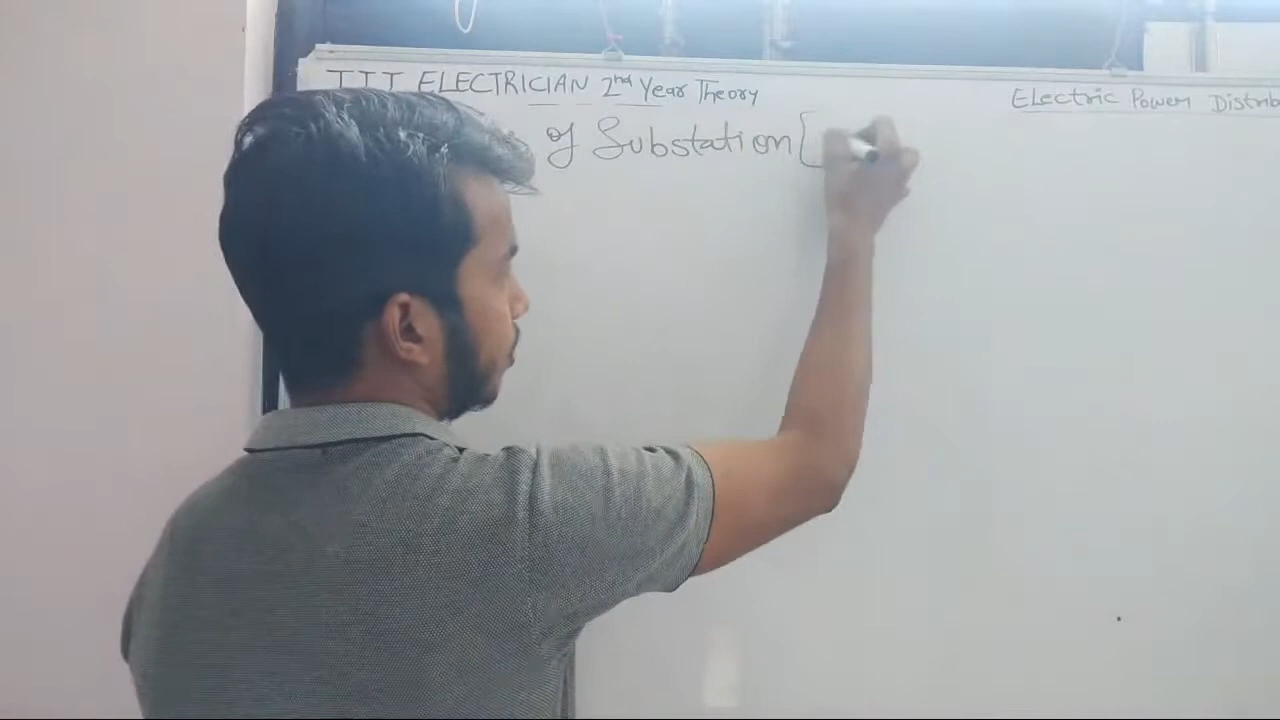 ITI ELECTRICIAN 2nd Year Theory
Electric Power Distrib
of Substation [